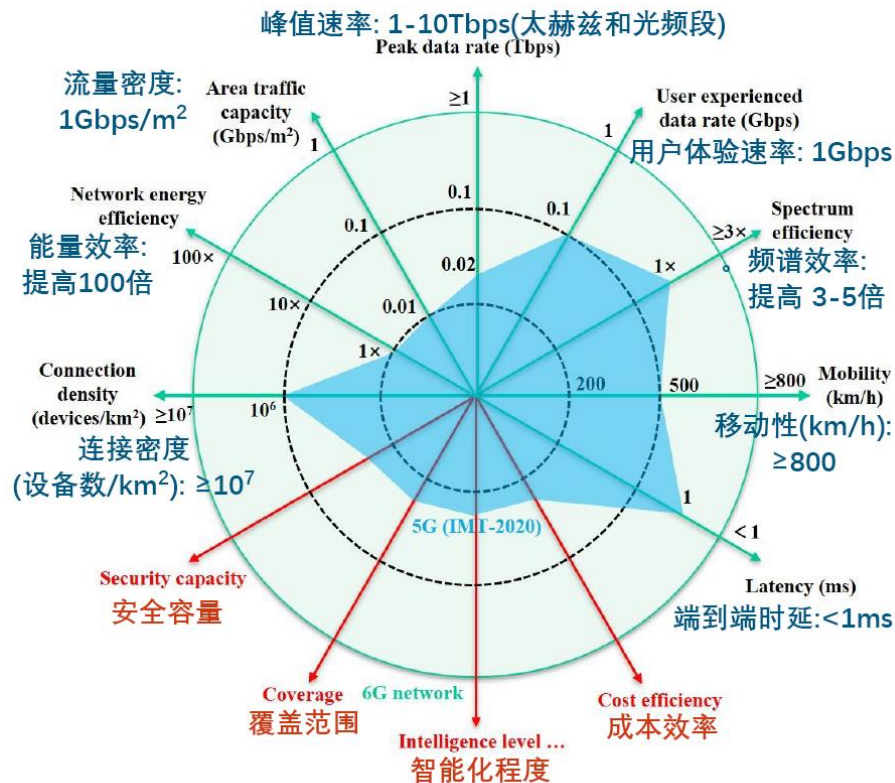 峰值速率: 1-10Tbps(太赫兹和光频段)
Peak data rate (Tbps)
流量密度:
1Gbps/m²
Area traffic
capacity
(Gbps/m²)
≥1
User experienced
data rate (Gbps)
用户体验速率: 1Gbps
1
1
Network energy
efficiency
能量效率:
提高100倍
100×
0.1
0.1
0.1
Spectrum
efficiency
≥3×
频谱效率:
提高 3-5倍
10×
0.02
1×
0.01
1×
Connection
density
(devices/km²)
≥10⁷
10⁶
连接密度
(设备数/km²): ≥10⁷
200
500
≥800
Mobility
(km/h)
移动性(km/h):
≥800
1
< 1
5G (IMT-2020)
Latency (ms)
端到端时延:<1ms
Security capacity
安全容量
Coverage
覆盖范围
6G network
Intelligence level ...
智能化程度
Cost efficiency
成本效率